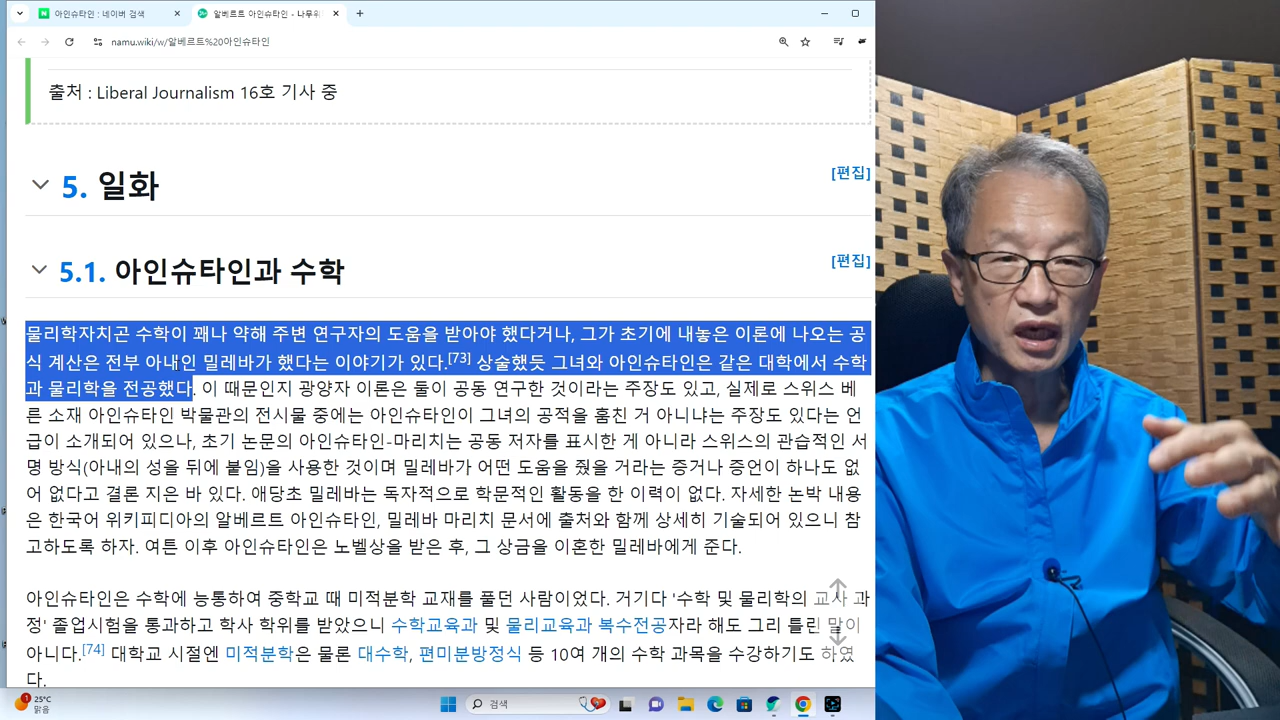 아인슈타인 : 네이버 검색
알베르트 아인슈타인 - 나무위
namu.wiki/w/알베르트%20아인슈타인
출처 : Liberal Journalism 16호 기사 중
5. 일화
[편집]
5.1. 아인슈타인과 수학
[편집]
물리학자치곤 수학이 꽤나 약해 주변 연구자의 도움을 받아야 했다거나, 그가 초기에 내놓은 이론에 나오는 공
식 계산은 전부 아내인 밀레바가 했다는 이야기가 있다.[73] 상술했듯 그녀와 아인슈타인은 같은 대학에서 수학
과 물리학을 전공했다. 이 때문인지 광양자 이론은 둘이 공동 연구한 것이라는 주장도 있고, 실제로 스위스 베
른 소재 아인슈타인 박물관의 전시물 중에는 아인슈타인이 그녀의 공적을 훔친 거 아니냐는 주장도 있다는 언
급이 소개되어 있으나, 초기 논문의 아인슈타인-마리치는 공동 저자를 표시한 게 아니라 스위스의 관습적인 서
명 방식(아내의 성을 뒤에 붙임)을 사용한 것이며 밀레바가 어떤 도움을 줬을 거라는 증거나 증언이 하나도 없
어 없다고 결론 지은 바 있다. 애당초 밀레바는 독자적으로 학문적인 활동을 한 이력이 없다. 자세한 논박 내용
은 한국어 위키피디아의 알베르트 아인슈타인, 밀레바 마리치 문서에 출처와 함께 상세히 기술되어 있으니 참
고하도록 하자. 여튼 이후 아인슈타인은 노벨상을 받은 후, 그 상금을 이혼한 밀레바에게 준다.
아인슈타인은 수학에 능통하여 중학교 때 미적분학 교재를 풀던 사람이었다. 거기다 '수학 및 물리학의 교사 과
정' 졸업시험을 통과하고 학사 학위를 받았으니 수학교육과 및 물리교육과 복수전공자라 해도 그리 틀린 말이
아니다.[74] 대학교 시절엔 미적분학은 물론 대수학, 편미분방정식 등 10여 개의 수학 과목을 수강하기도 하였
다.
1
25°C
맑음
검색